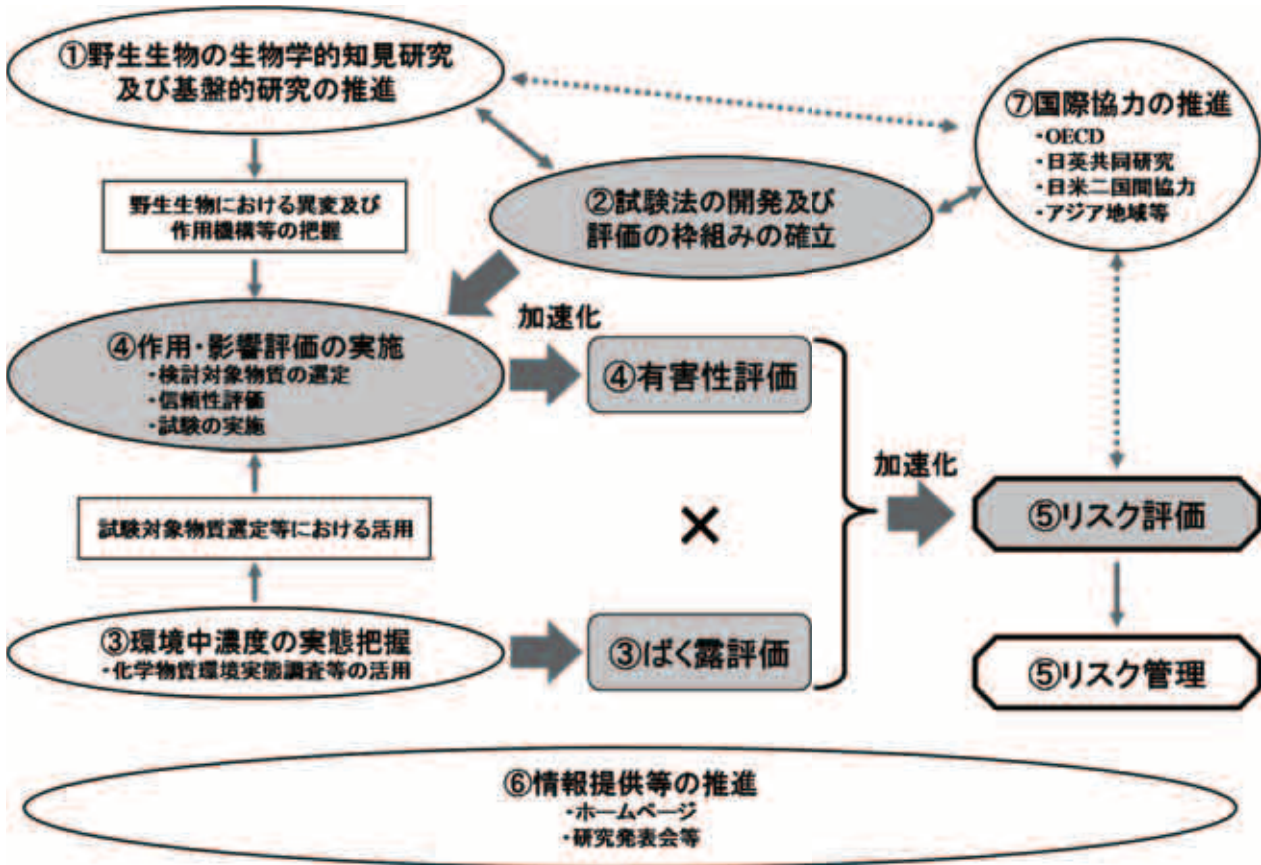 ①野生生物の生物学的知見研究
及び基盤的研究の推進
⑦国際協力の推進
・OECD
・日英共同研究
・日米二国間協力
・アジア地域等
野生生物における異変及び
作用機構等の把握
②試験法の開発及び
評価の枠組みの確立
加速化
④作用・影響評価の実施
・検討対象物質の選定
・信頼性評価
・試験の実施
④有害性評価
加速化
試験対象物質選定等における活用
×
⑤リスク評価
③環境中濃度の実態把握
・化学物質環境実態調査等の活用
③ばく露評価
⑤リスク管理
⑥情報提供等の推進
・ホームページ
・研究発表会等